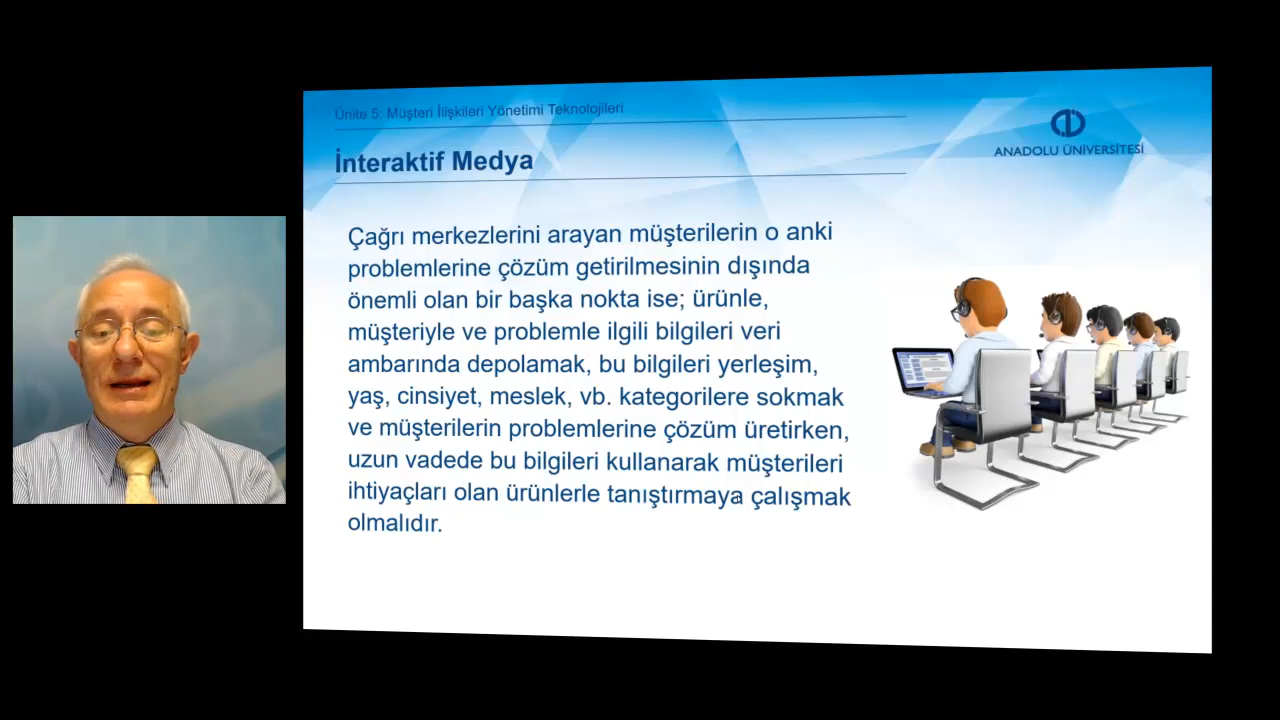 Ünite 5: Müşteri İlişkileri Yönetimi Teknolojileri
ANADOLU ÜNİVERSİTESİ
İnteraktif Medya
Çağrı merkezlerini arayan müşterilerin o anki
problemlerine çözüm getirilmesinin dışında
önemli olan bir başka nokta ise; ürünle,
müşteriyle ve problemle ilgili bilgileri veri
ambarında depolamak, bu bilgileri yerleşim,
yaş, cinsiyet, meslek, vb. kategorilere sokmak
ve müşterilerin problemlerine çözüm üretirken,
uzun vadede bu bilgileri kullanarak müşterileri
ihtiyaçları olan ürünlerle tanıştırmaya çalışmak
olmalıdır.